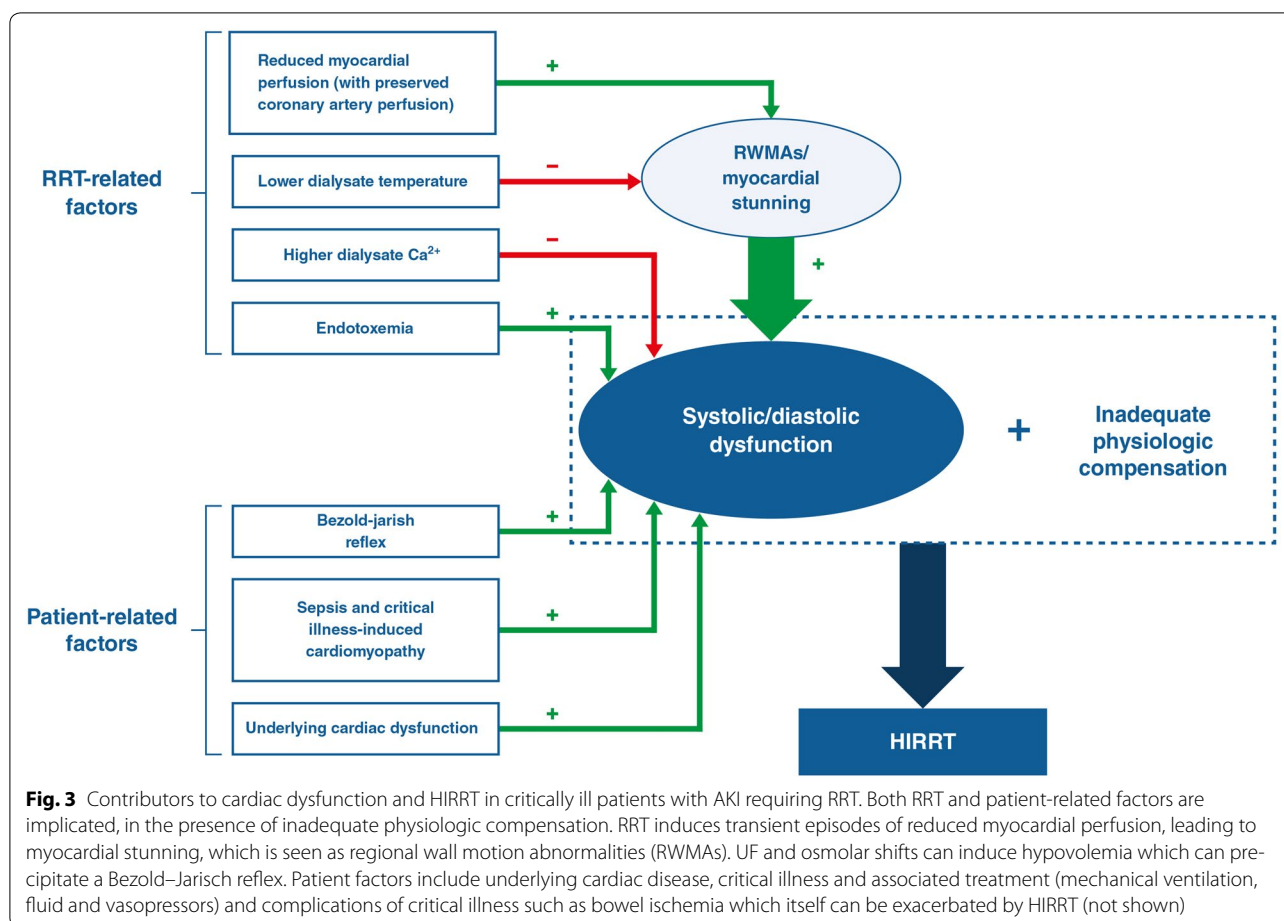 Reduced myocardial
perfusion (with preserved
coronary artery perfusion)
+
RWMAs/
myocardial
stunning
RRT-related
factors
Lower dialysate temperature
−
Higher dialysate Ca²⁺
−
+
Endotoxemia
+
Systolic/diastolic
dysfunction
+
Inadequate
physiologic
compensation
Bezold-jarish
reflex
+
Patient-related
factors
Sepsis and critical
illness-induced
cardiomyopathy
+
Underlying cardiac dysfunction
+
HIRRT
Fig. 3 Contributors to cardiac dysfunction and HIRRT in critically ill patients with AKI requiring RRT. Both RRT and patient-related factors are
implicated, in the presence of inadequate physiologic compensation. RRT induces transient episodes of reduced myocardial perfusion, leading to
myocardial stunning, which is seen as regional wall motion abnormalities (RWMAs). UF and osmolar shifts can induce hypovolemia which can pre-
cipitate a Bezold–Jarisch reflex. Patient factors include underlying cardiac disease, critical illness and associated treatment (mechanical ventilation,
fluid and vasopressors) and complications of critical illness such as bowel ischemia which itself can be exacerbated by HIRRT (not shown)